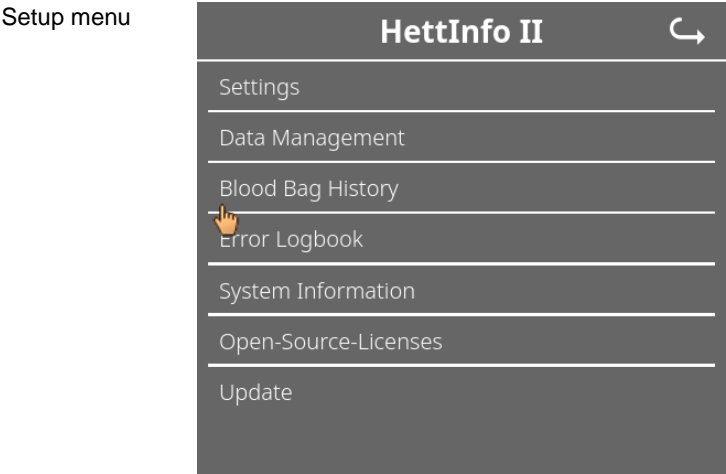 Setup menu
HettInfo II
Settings
Data Management
Blood Bag History
Error Logbook
System Information
Open-Source-Licenses
Update